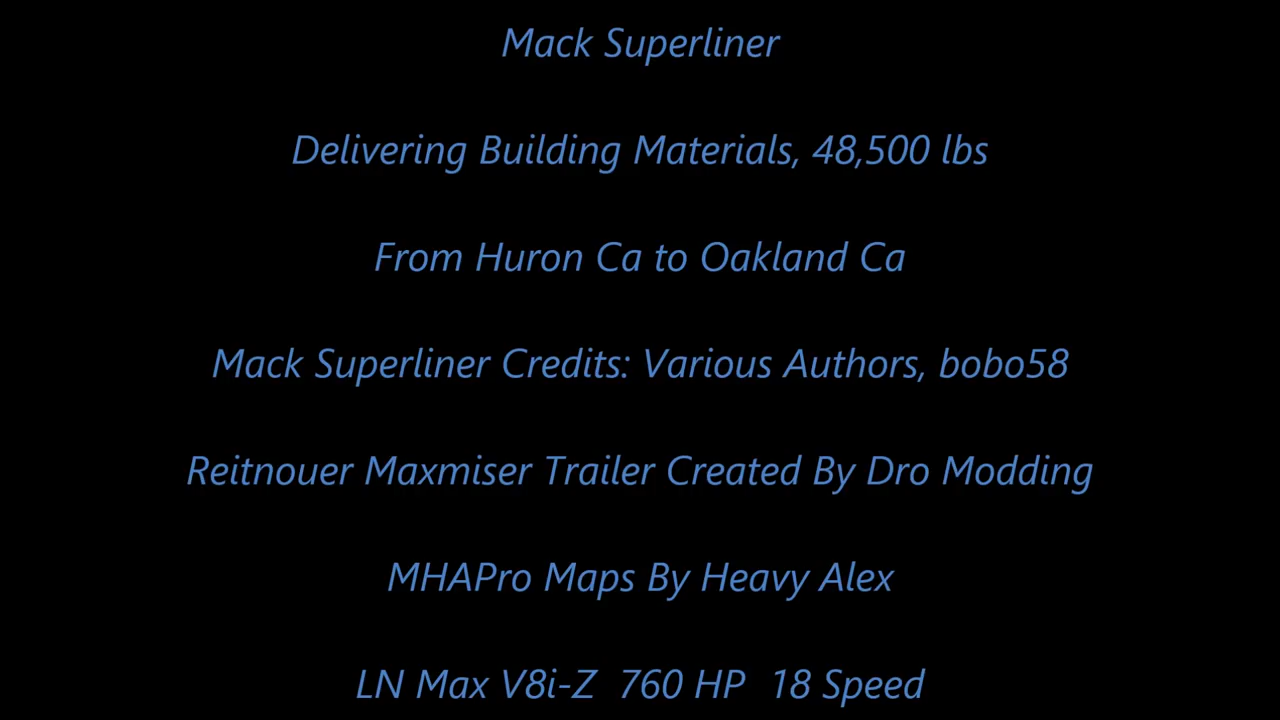 Mack Superliner
Delivering Building Materials, 48,500 lbs
From Huron Ca to Oakland Ca
Mack Superliner Credits: Various Authors, bobo58
Reitnouer Maxmiser Trailer Created By Dro Modding
MHAPro Maps By Heavy Alex
LN Max V8i-Z  760 HP  18 Speed